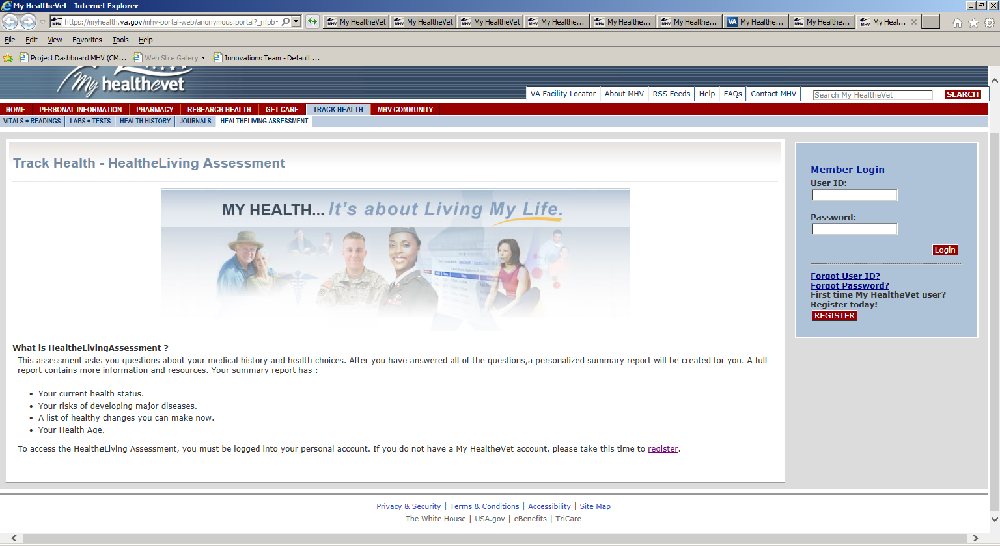 My HealtheVet - Internet Explorer
https://myhealth.va.gov/mhv-portal-web/anonymous.portal?_nfpb=
My HealtheVet
My HealtheVet
My HealtheVet
My Healthe...
My Healthe...
My Healthe...
VA My Healthe...
My Healthe...
My Heal...
File Edit View Favorites Tools Help
Project Dashboard MHV (CM... Web Slice Gallery Innovations Team - Default ...
My healthevet
VA Facility Locator About MHV RSS Feeds Help FAQs Contact MHV Search My HealtheVet SEARCH
HOME PERSONAL INFORMATION PHARMACY RESEARCH HEALTH GET CARE TRACK HEALTH MHV COMMUNITY
VITALS + READINGS LABS + TESTS HEALTH HISTORY JOURNALS HEALTHELIVING ASSESSMENT
Track Health - HealtheLiving Assessment
MY HEALTH... It's about Living My Life.
What is HealtheLivingAssessment ?
This assessment asks you questions about your medical history and health choices. After you have answered all of the questions,a personalized summary report will be created for you. A full
report contains more information and resources. Your summary report has :
• Your current health status.
• Your risks of developing major diseases.
• A list of healthy changes you can make now.
• Your Health Age.
To access the HealtheLiving Assessment, you must be logged into your personal account. If you do not have a My HealtheVet account, please take this time to register.
Member Login
User ID:
Password:
Login
Forgot User ID?
Forgot Password?
First time My HealtheVet user?
Register today!
REGISTER
Privacy & Security | Terms & Conditions | Accessibility | Site Map
The White House | USA.gov | eBenefits | TriCare